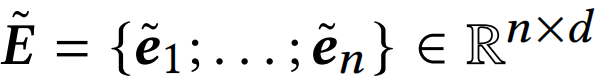 Ẽ = {ẽ₁; . . . ; ẽₙ} ∈ ℝⁿˣᵈ